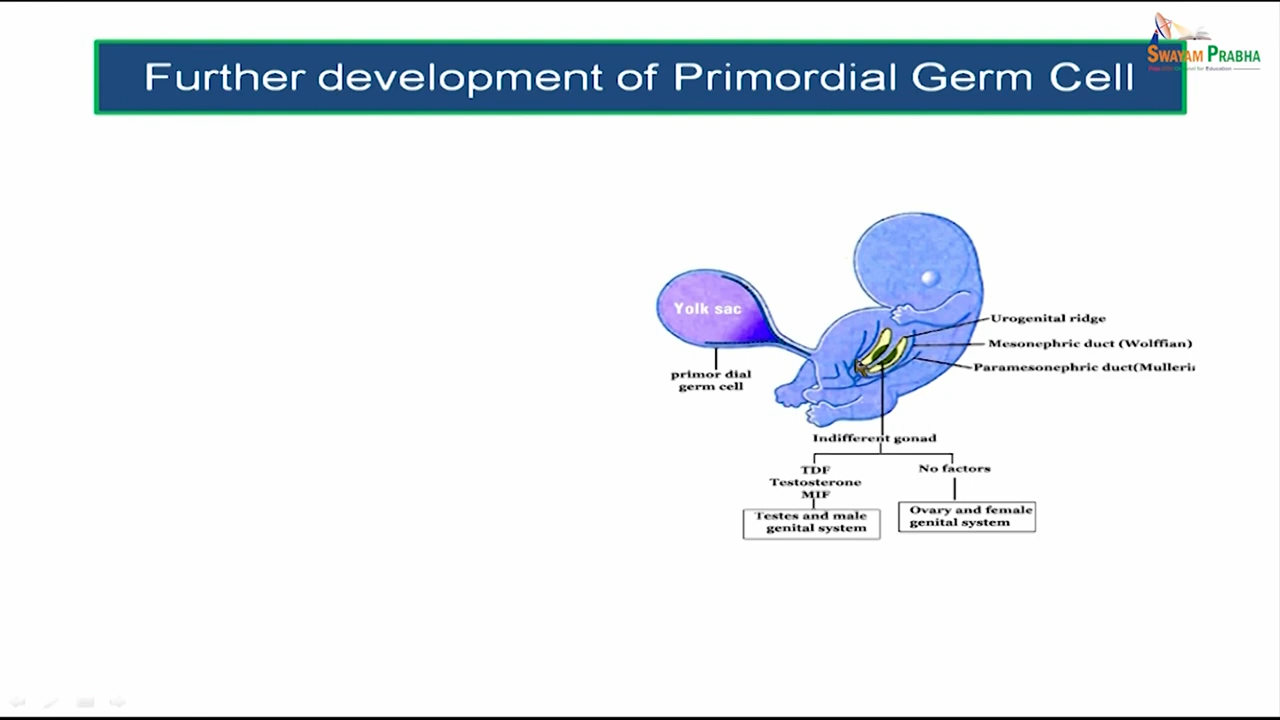 SWAYAM PRABHA
Further development of Primordial Germ Cell
Yolk sac
primor dial
germ cell
Urogenital ridge
Mesonephric duct (Wolffian)
Paramesonephric duct(Mulleri
Indifferent gonad
TDF
Testosterone
MIF
Testes and male
genital system
No factors
Ovary and female
genital system